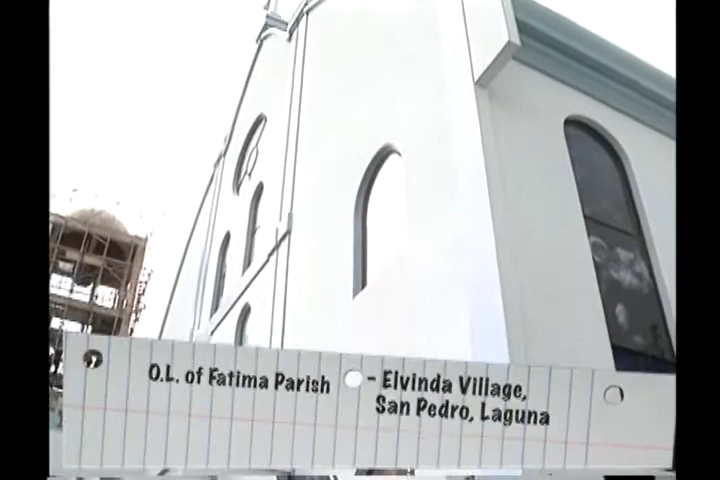 O.L. of Fatima Parish - Elvinda Village,
San Pedro, Laguna